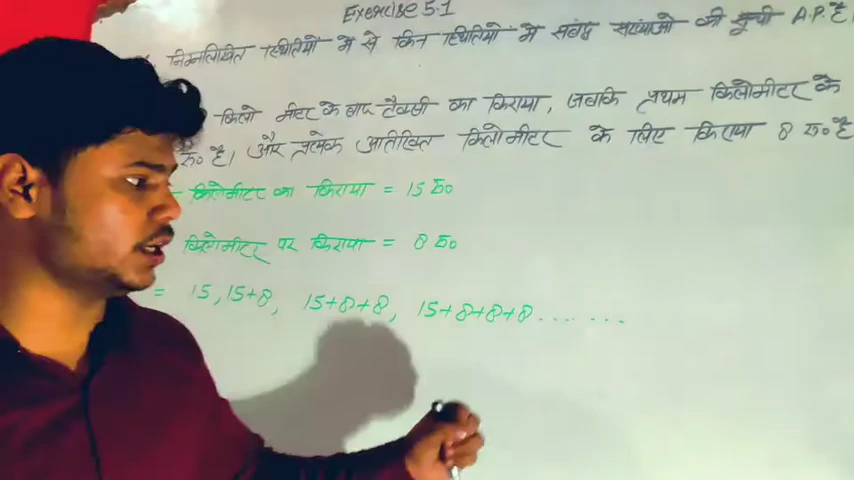 Exercise 5.1
निम्नलिखित स्थितियों में से किन स्थितियों में संबद्ध संख्याओं की सूची A.P. है
किलो मीटर के बाद टैक्सी का किराया, जबकि प्रथम किलोमीटर के
रु० है। और प्रत्येक अतिरिक्त किलोमीटर के लिए किराया 8 रु० है
किलोमीटर का किराया = 15 रु०
किलोमीटर पर किराया = 8 रु०
= 15, 15+8, 15+8+8, 15+8+8+8.......